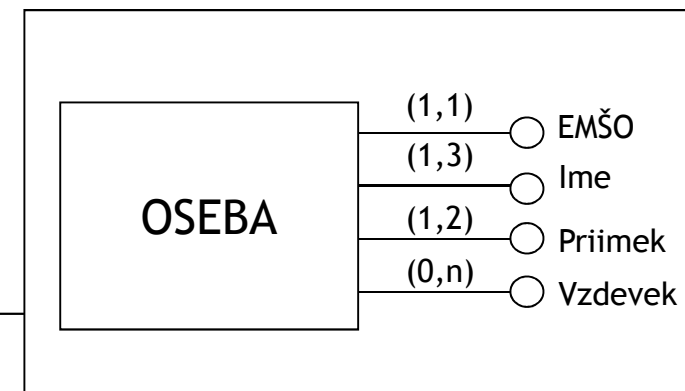 OSEBA
(1,1) EMŠO
(1,3) Ime
(1,2) Priimek
(0,n) Vzdevek